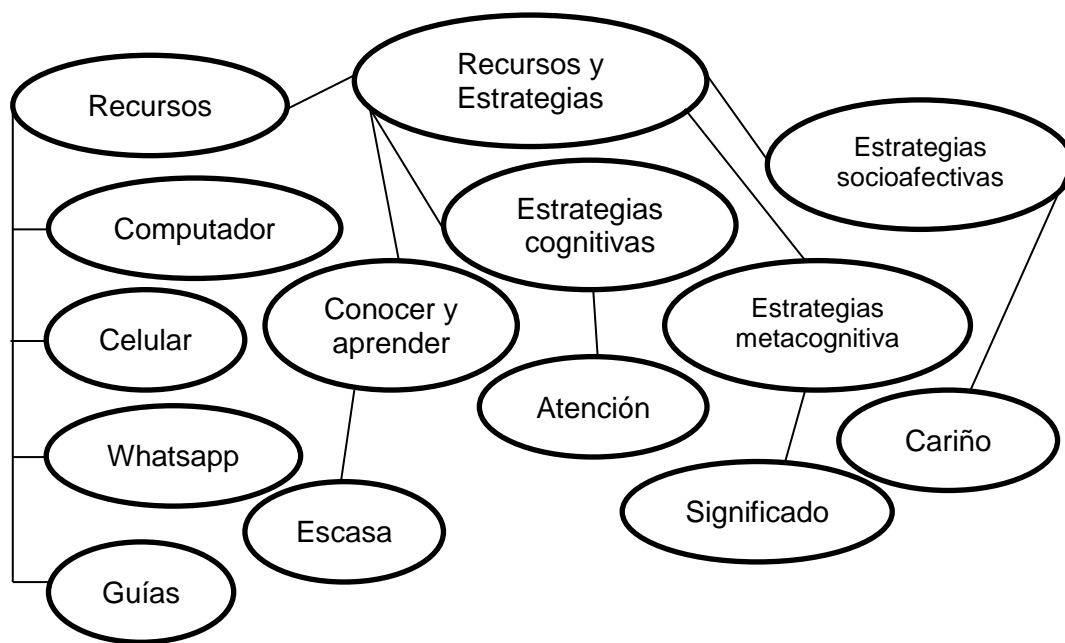 Recursos y
Estrategias
Recursos
Estrategias
socioafectivas
Computador
Estrategias
cognitivas
Conocer y
aprender
Estrategias
metacognitiva
Celular
Atención
Cariño
Whatsapp
Significado
Escasa
Guías